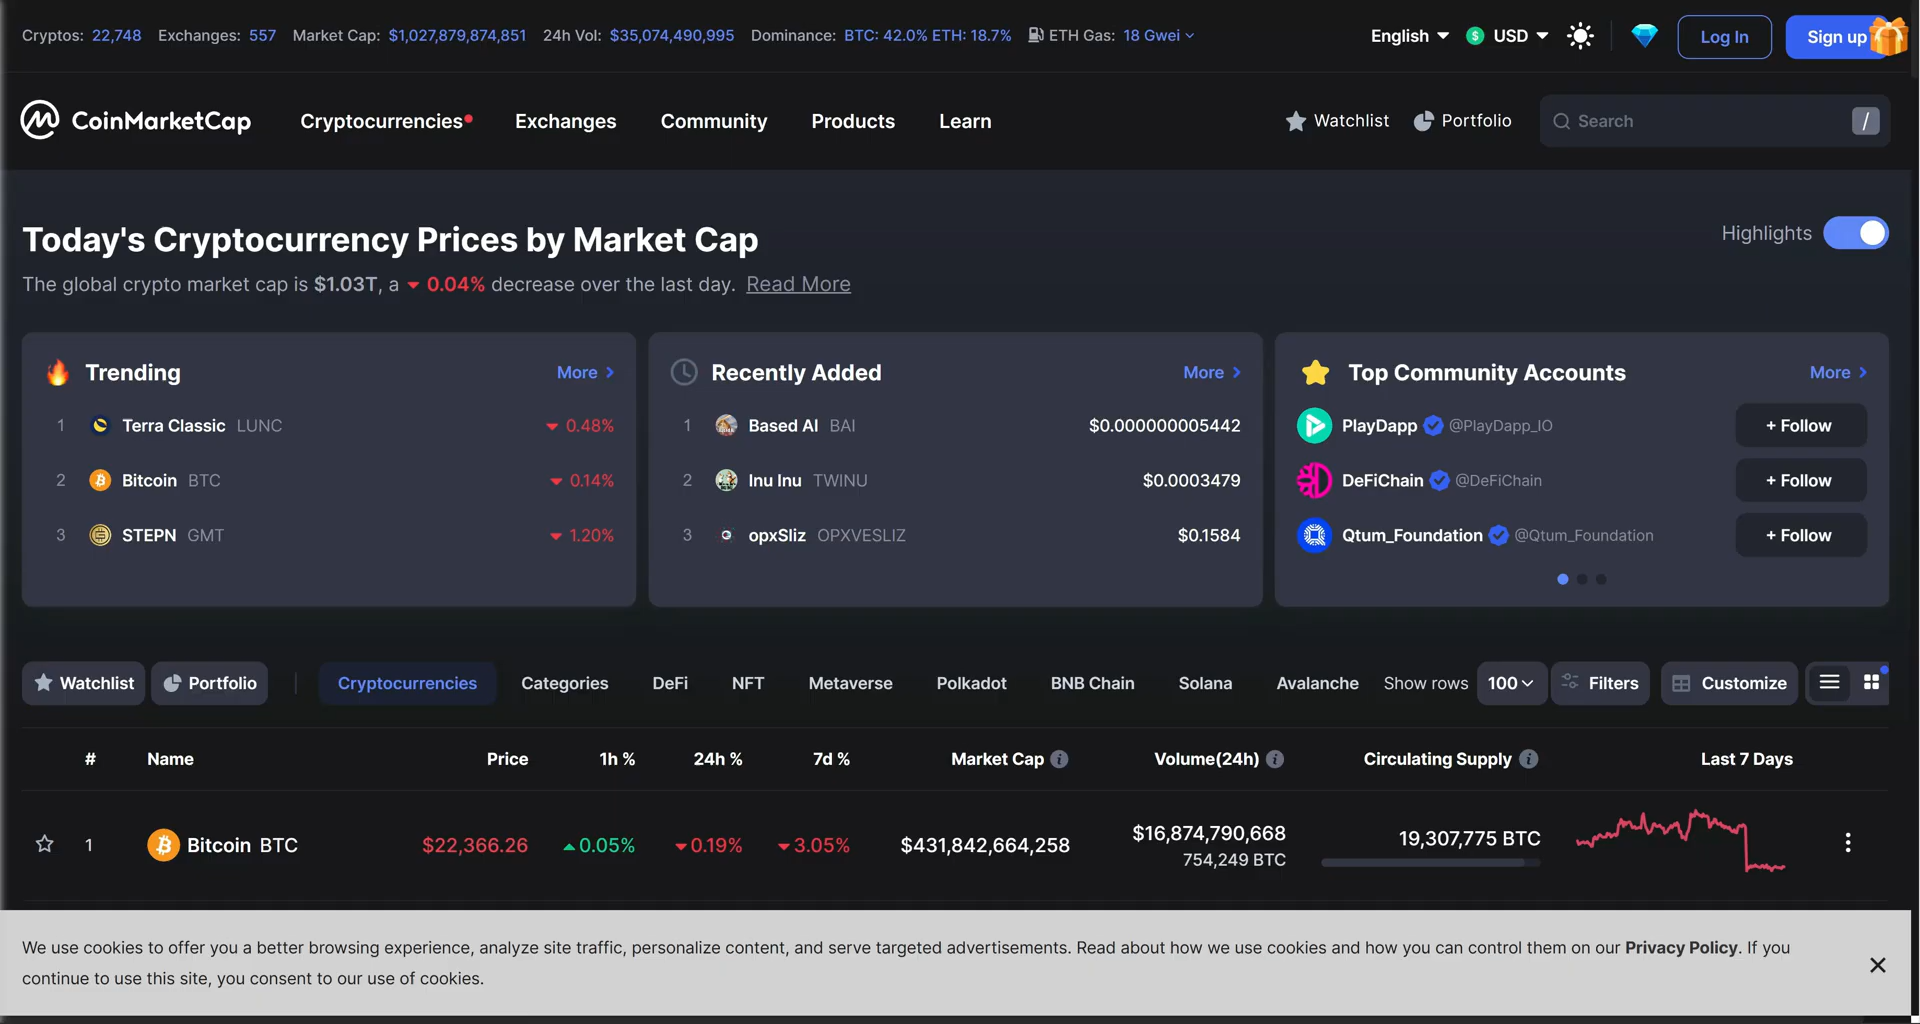 Cryptos: 22,748 Exchanges: 557 Market Cap: $1,027,879,874,851 24h Vol: $35,074,490,995 Dominance: BTC: 42.0% ETH: 18.7% ETH Gas: 18 Gwei English $ USD Log In Sign up
CoinMarketCap Cryptocurrencies Exchanges Community Products Learn Watchlist Portfolio Search /
Today's Cryptocurrency Prices by Market Cap
Highlights
The global crypto market cap is $1.03T, a 0.04% decrease over the last day. Read More
Trending More
1 Terra Classic LUNC 0.48%
2 Bitcoin BTC 0.14%
3 STEPN GMT 1.20%
Recently Added More
1 Based AI BAI $0.000000005442
2 Inu Inu TWINU $0.0003479
3 opxSliz OPXVESLIZ $0.1584
Top Community Accounts More
PlayDapp @PlayDapp_IO + Follow
DeFiChain @DeFiChain + Follow
Qtum_Foundation @Qtum_Foundation + Follow
Watchlist Portfolio Cryptocurrencies Categories DeFi NFT Metaverse Polkadot BNB Chain Solana Avalanche Show rows 100 Filters Customize
# Name Price 1h % 24h % 7d % Market Cap Volume(24h) Circulating Supply Last 7 Days
1 Bitcoin BTC $22,366.26 0.05% 0.19% 3.05% $431,842,664,258 $16,874,790,668 19,307,775 BTC
754,249 BTC
We use cookies to offer you a better browsing experience, analyze site traffic, personalize content, and serve targeted advertisements. Read about how we use cookies and how you can control them on our Privacy Policy. If you
continue to use this site, you consent to our use of cookies.